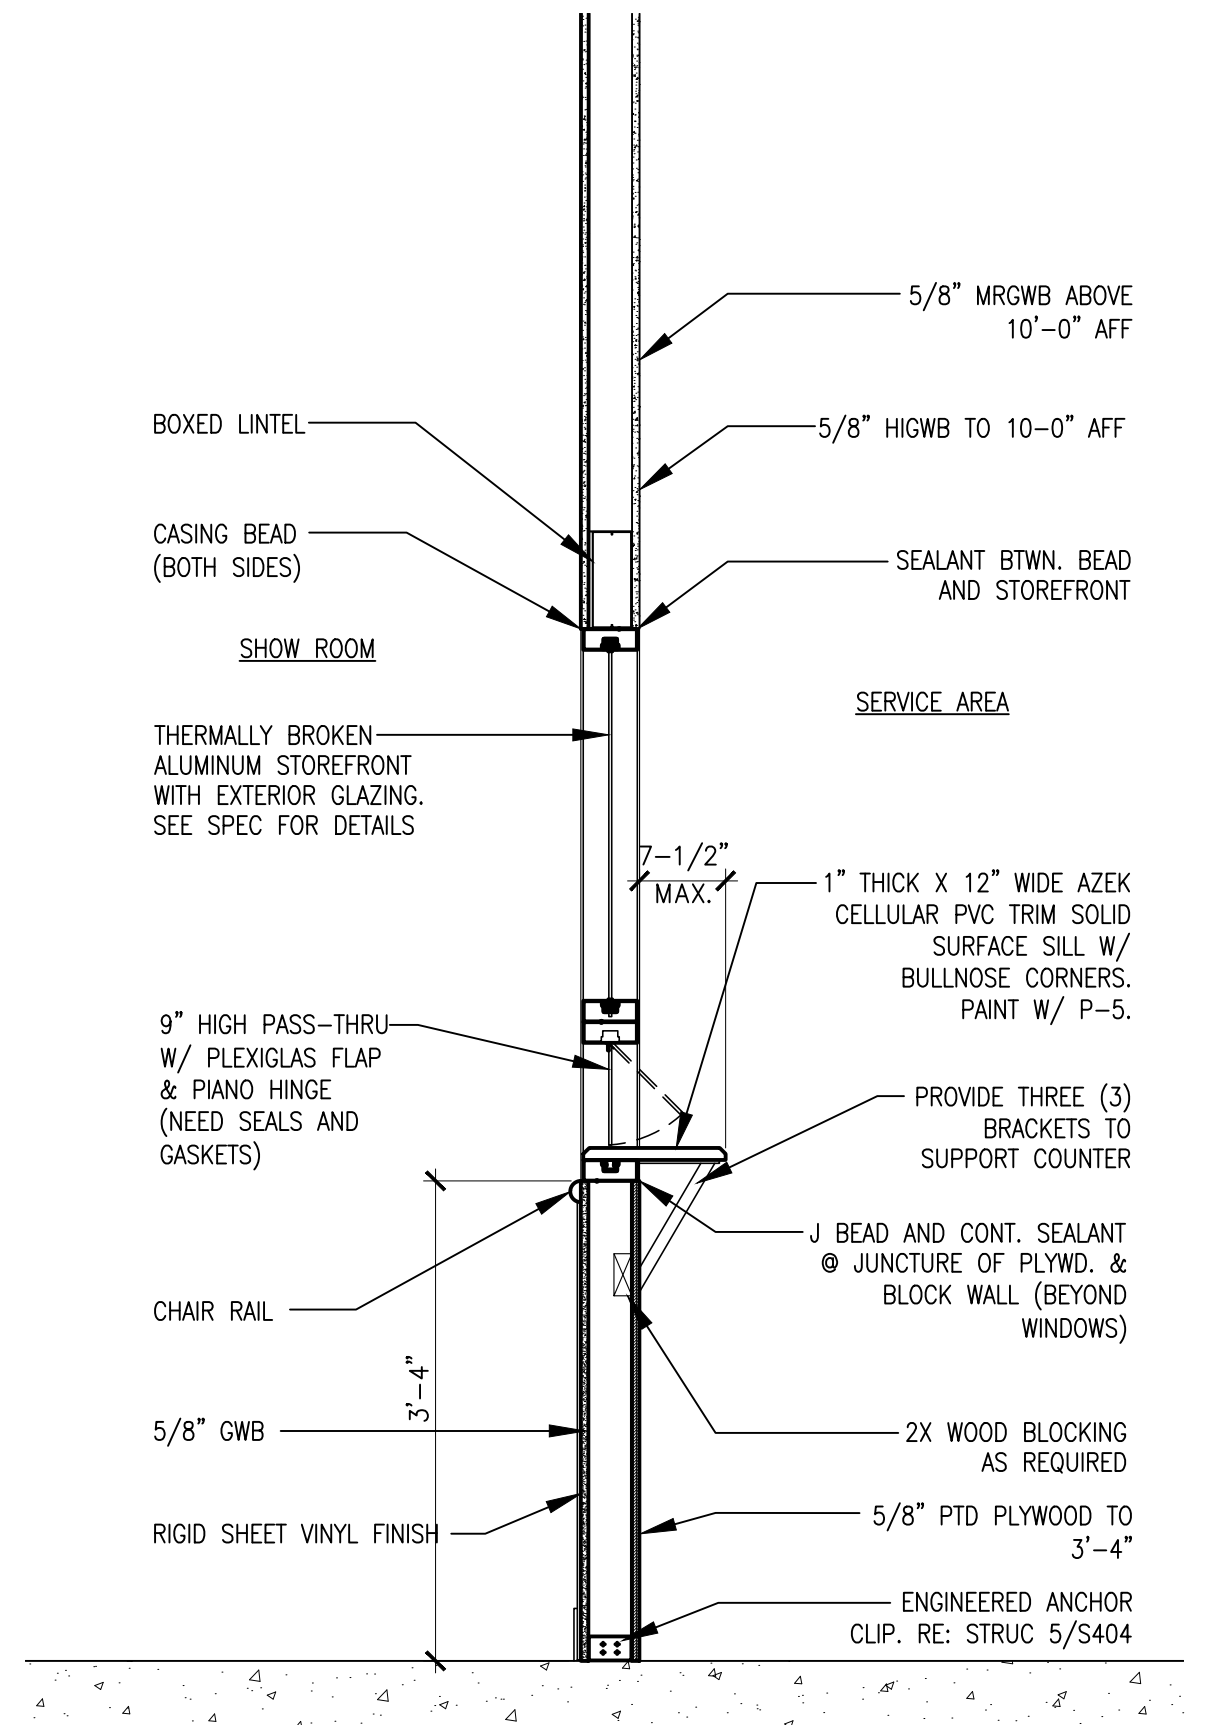 5/8” MRGWB ABOVE
10’-0” AFF
BOXED LINTEL
5/8” HIGWB TO 10-0” AFF
CASING BEAD
(BOTH SIDES)
SEALANT BTWN. BEAD
AND STOREFRONT
SHOW ROOM
SERVICE AREA
THERMALLY BROKEN
ALUMINUM STOREFRONT
WITH EXTERIOR GLAZING.
SEE SPEC FOR DETAILS
7-1/2”
MAX.
1” THICK X 12” WIDE AZEK
CELLULAR PVC TRIM SOLID
SURFACE SILL W/
BULLNOSE CORNERS.
PAINT W/ P-5.
9” HIGH PASS-THRU
W/ PLEXIGLAS FLAP
& PIANO HINGE
(NEED SEALS AND
GASKETS)
PROVIDE THREE (3)
BRACKETS TO
SUPPORT COUNTER
J BEAD AND CONT. SEALANT
@ JUNCTURE OF PLYWD. &
BLOCK WALL (BEYOND
WINDOWS)
CHAIR RAIL
3’-4”
5/8” GWB
2X WOOD BLOCKING
AS REQUIRED
RIGID SHEET VINYL FINISH
5/8” PTD PLYWOOD TO
3’-4”
ENGINEERED ANCHOR
CLIP. RE: STRUC 5/S404